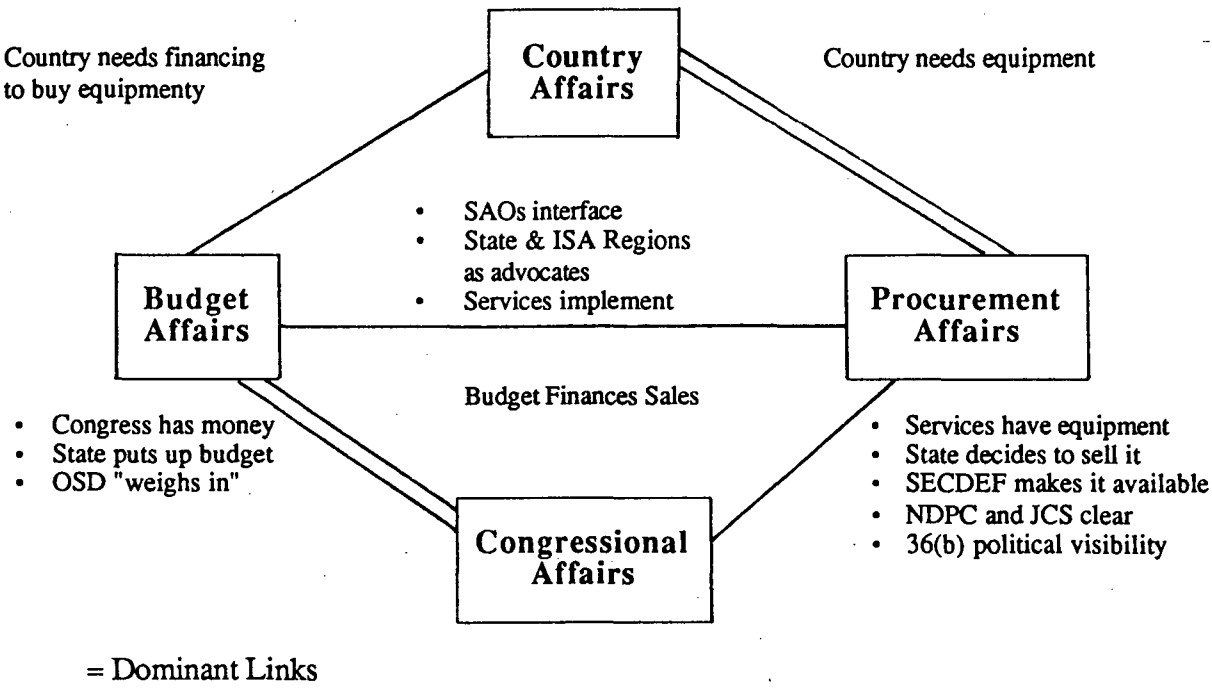 Country needs financing
to buy equipmenty
Country
Affairs
Country needs equipment
• SAOs interface
• State & ISA Regions
as advocates
• Services implement
Budget
Affairs
Procurement
Affairs
Budget Finances Sales
• Congress has money
• State puts up budget
• OSD "weighs in"
• Services have equipment
• State decides to sell it
• SECDEF makes it available
• NDPC and JCS clear
• 36(b) political visibility
Congressional
Affairs
= Dominant Links